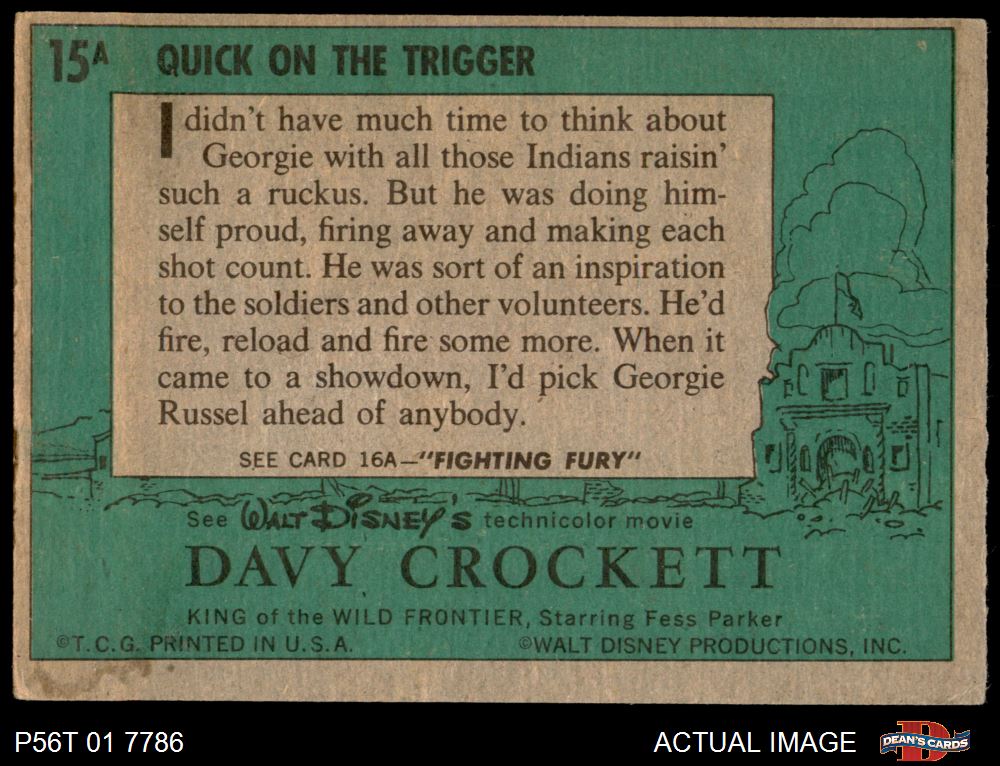 15A QUICK ON THE TRIGGER
I didn't have much time to think about
Georgie with all those Indians raisin'
such a ruckus. But he was doing him-
self proud, firing away and making each
shot count. He was sort of an inspiration
to the soldiers and other volunteers. He'd
fire, reload and fire some more. When it
came to a showdown, I'd pick Georgie
Russel ahead of anybody.
SEE CARD 16A—"FIGHTING FURY"
See WALT DISNEY'S technicolor movie
DAVY CROCKETT
KING of the WILD FRONTIER, Starring Fess Parker
©T.C.G. PRINTED IN U.S.A. ©WALT DISNEY PRODUCTIONS, INC.
P56T 01 7786 ACTUAL IMAGE D DEAN'S CARDS